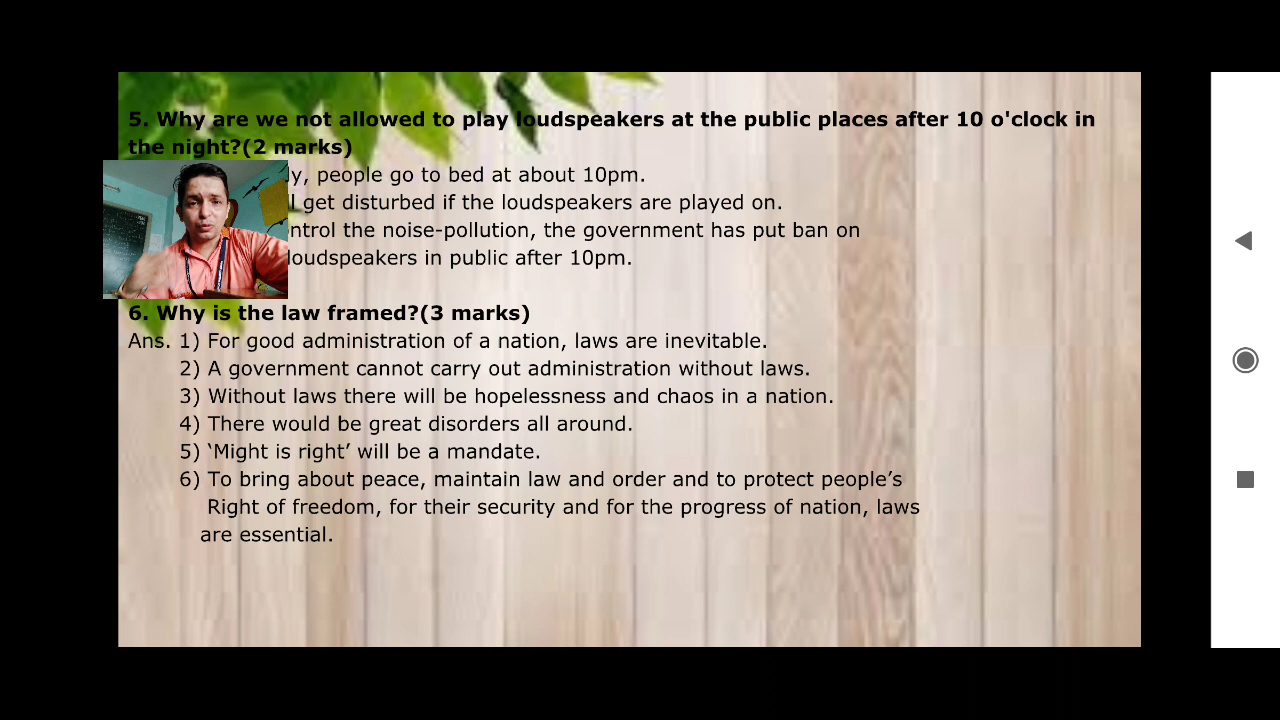 5. Why are we not allowed to play loudspeakers at the public places after 10 o'clock in
the night?(2 marks)
people go to bed at about 10pm.
get disturbed if the loudspeakers are played on.
the noise-pollution, the government has put ban on
loudspeakers in public after 10pm.
6. Why is the law framed?(3 marks)
Ans. 1) For good administration of a nation, laws are inevitable.
2) A government cannot carry out administration without laws.
3) Without laws there will be hopelessness and chaos in a nation.
4) There would be great disorders all around.
5) ‘Might is right’ will be a mandate.
6) To bring about peace, maintain law and order and to protect people’s
Right of freedom, for their security and for the progress of nation, laws
are essential.